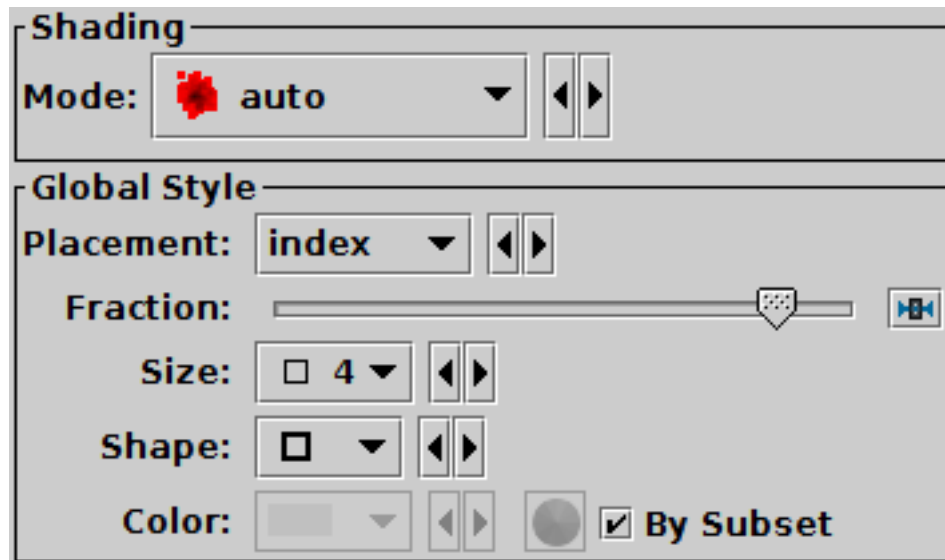 Shading
Mode: auto
Global Style
Placement: index
Fraction:
Size: 4
Shape:
Color: By Subset